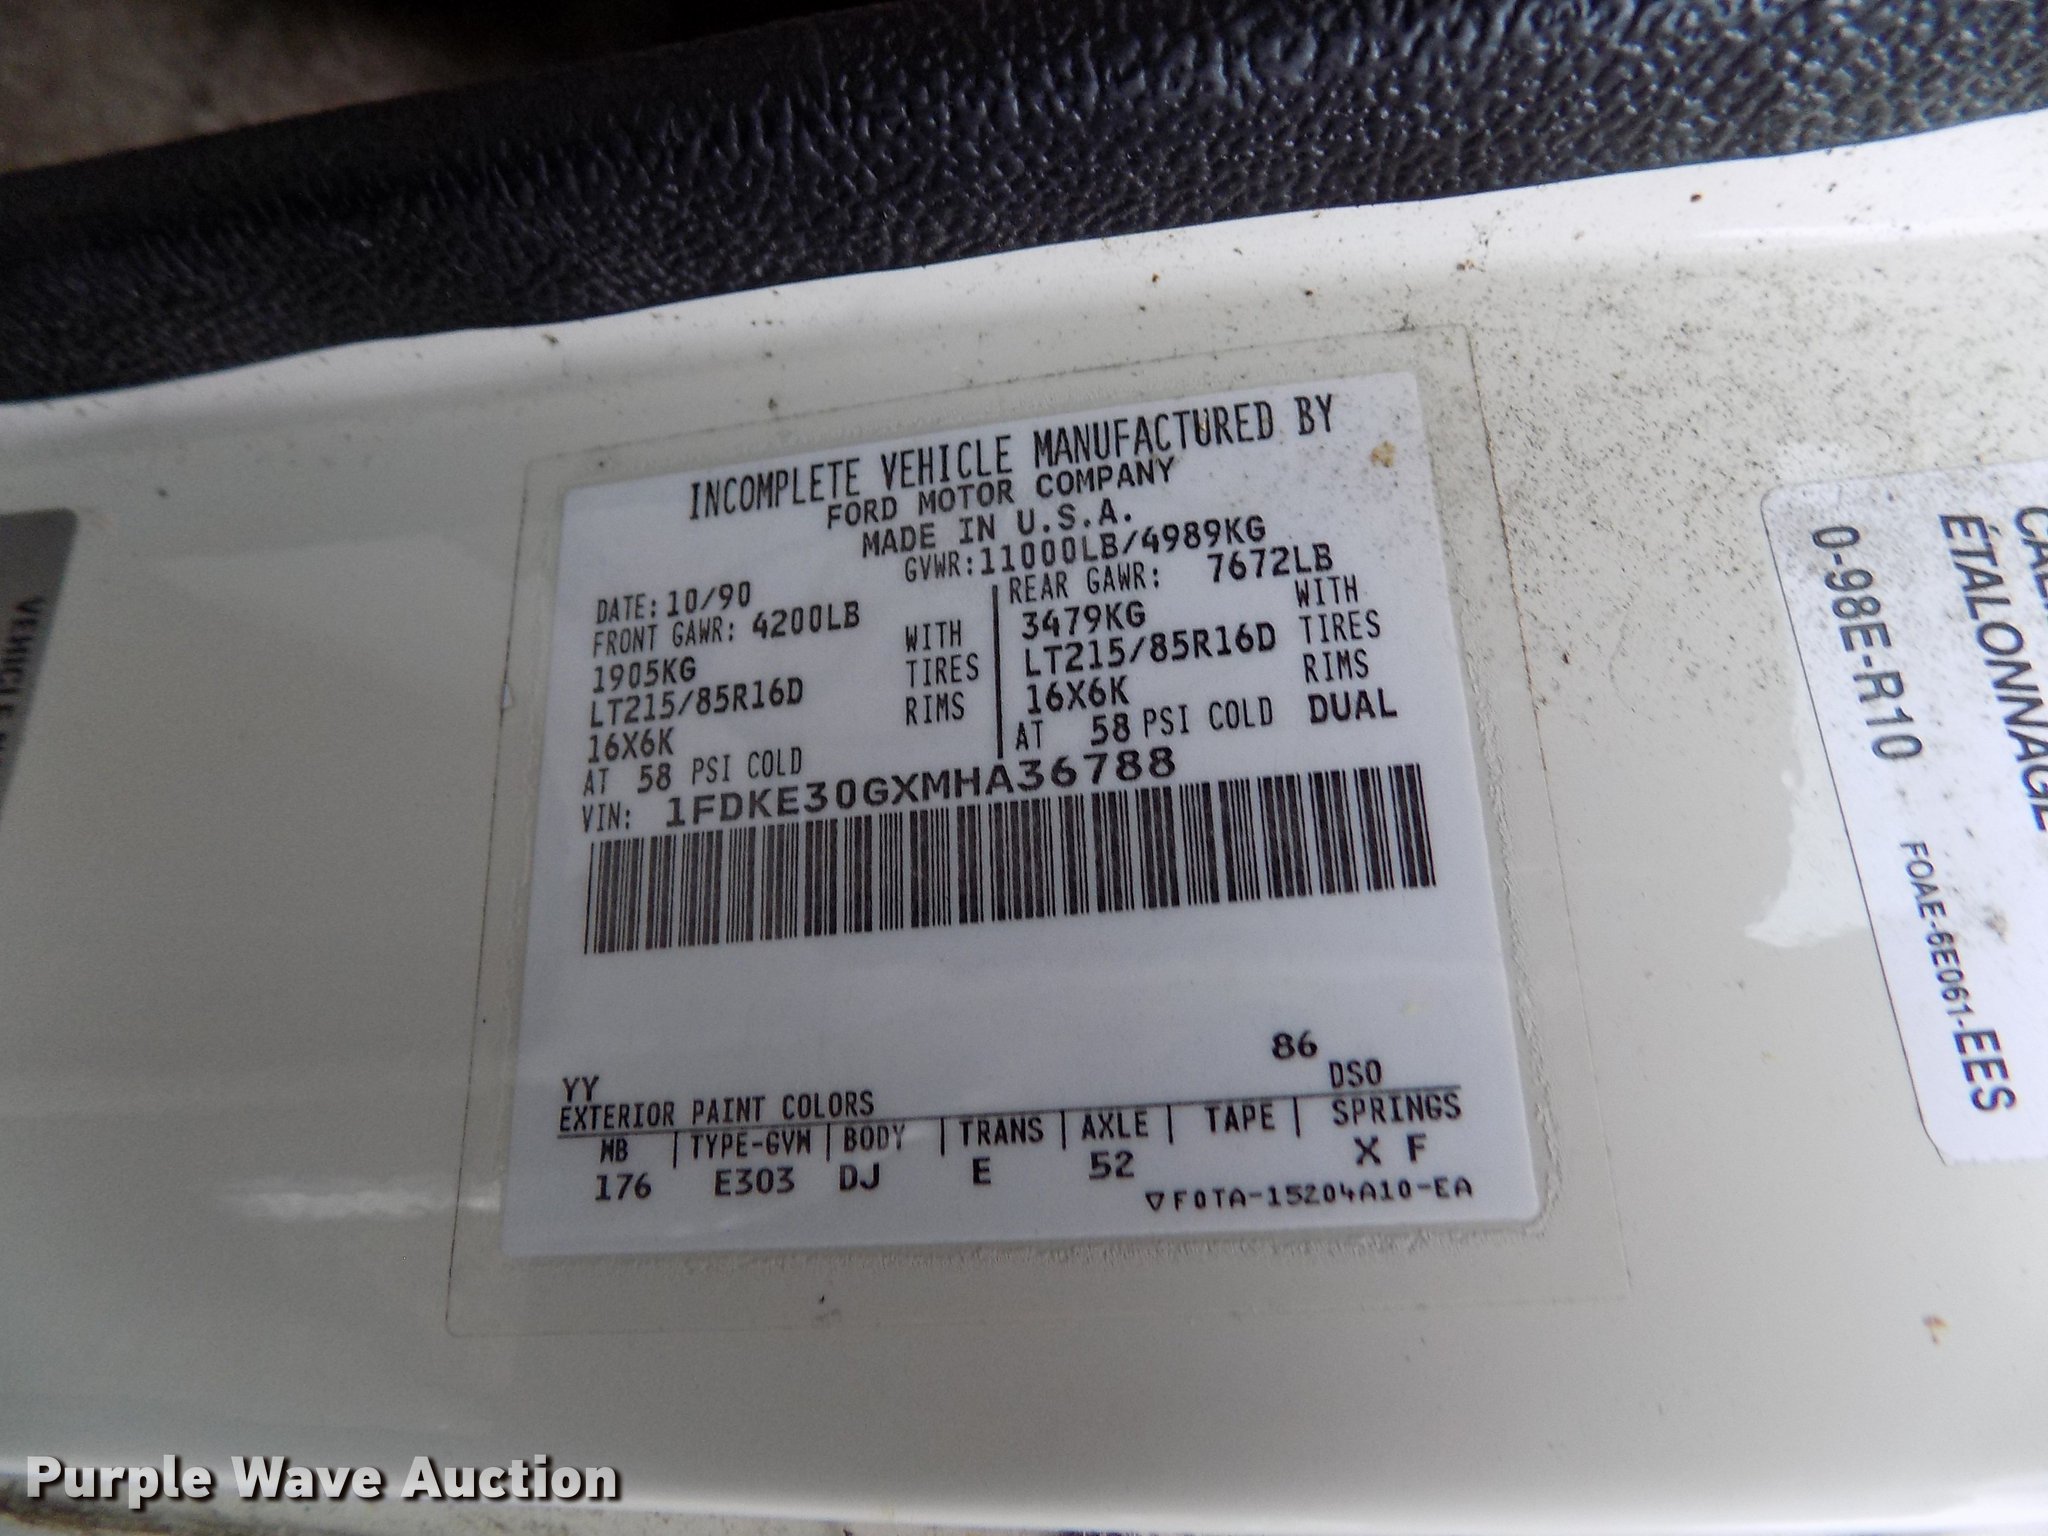 INCOMPLETE VEHICLE MANUFACTURED BY
FORD MOTOR COMPANY
MADE IN U.S.A.
GVWR:11000LB/4989KG
DATE: 10/90
FRONT GAWR: 4200LB
1905KG WITH
LT215/85R16D TIRES
16X6K RIMS
AT 58 PSI COLD
REAR GAWR: 7672LB
3479KG WITH
LT215/85R16D TIRES
16X6K RIMS
AT 58 PSI COLD DUAL
VIN: 1FDKE30GXMHA36788
86
YY DSO
EXTERIOR PAINT COLORS
WB | TYPE-GVW | BODY | TRANS | AXLE | TAPE | SPRINGS
176 E303 DJ E 52 X F
▽F0TA-15204A10-EA
ÉTALONNAGE
0-98E-R10
FOAE-6E061-EES
VEHICLE
Purple Wave Auction